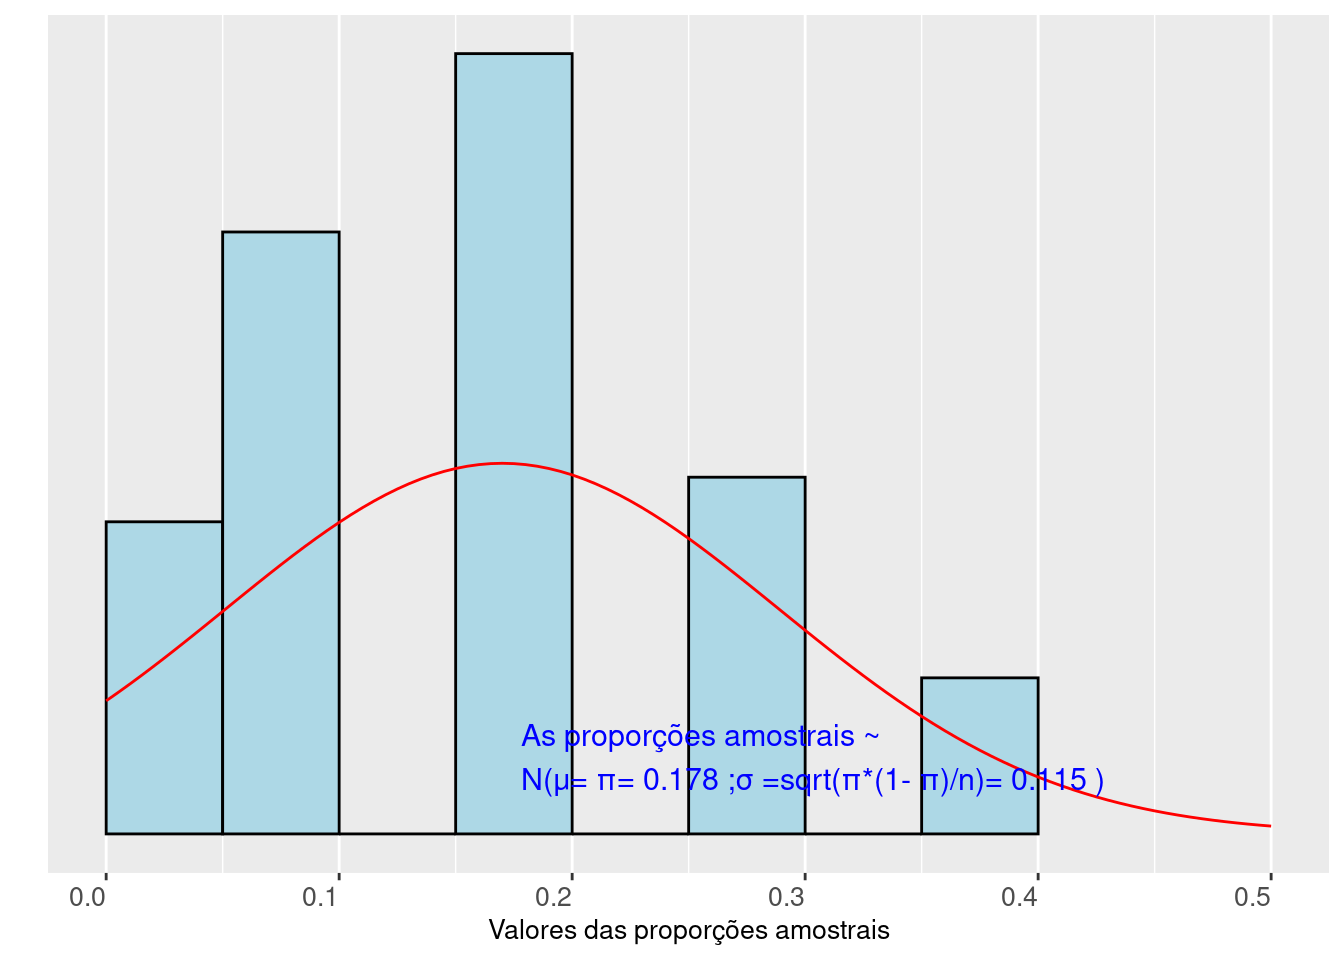 As proporções amostrais ~
N(μ= π= 0.178 ;σ =sqrt(π*(1- π)/n)= 0.115 )
0.0 0.1 0.2 0.3 0.4 0.5
Valores das proporções amostrais